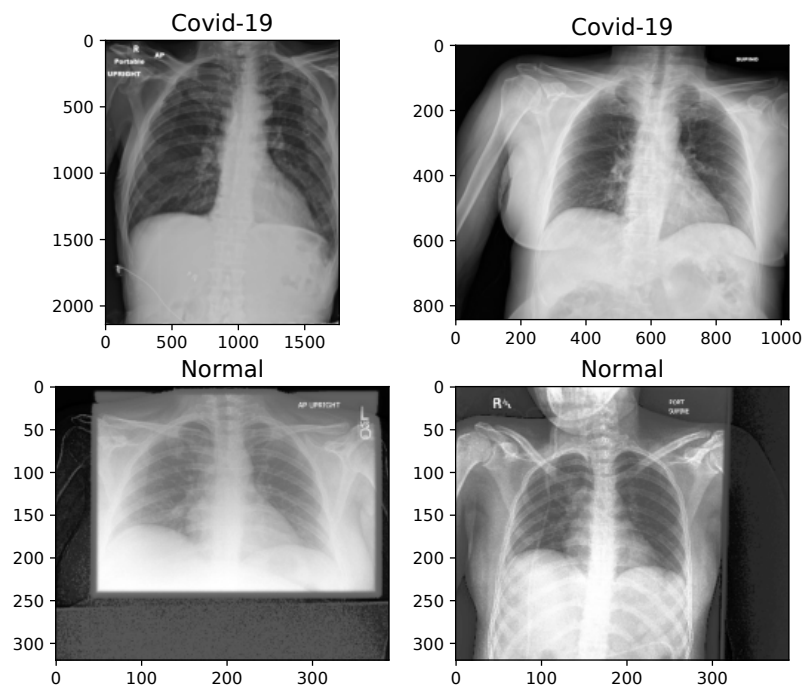 Covid-19
Covid-19
0
500
1000
1500
2000
0 500 1000 1500
R
AP
Portable
UPRIGHT
0
200
400
600
800
0 200 400 600 800 1000
SUPINE
Normal
Normal
0
50
100
150
200
250
300
0 100 200 300
AP UPRIGHT
L
0
50
100
150
200
250
300
0 100 200 300
R
PORT
SUPINE